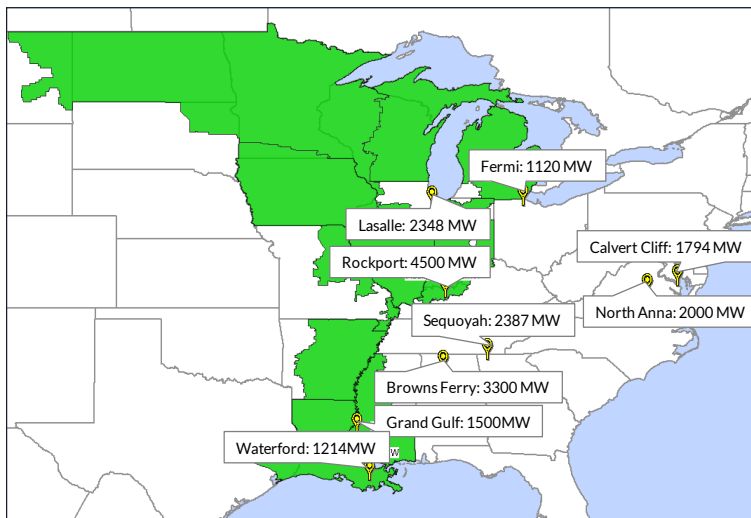 Fermi: 1120 MW
Lasalle: 2348 MW
Calvert Cliff: 1794 MW
Rockport: 4500 MW
North Anna: 2000 MW
Sequoyah: 2387 MW
Browns Ferry: 3300 MW
Grand Gulf: 1500MW
Waterford: 1214MW
W